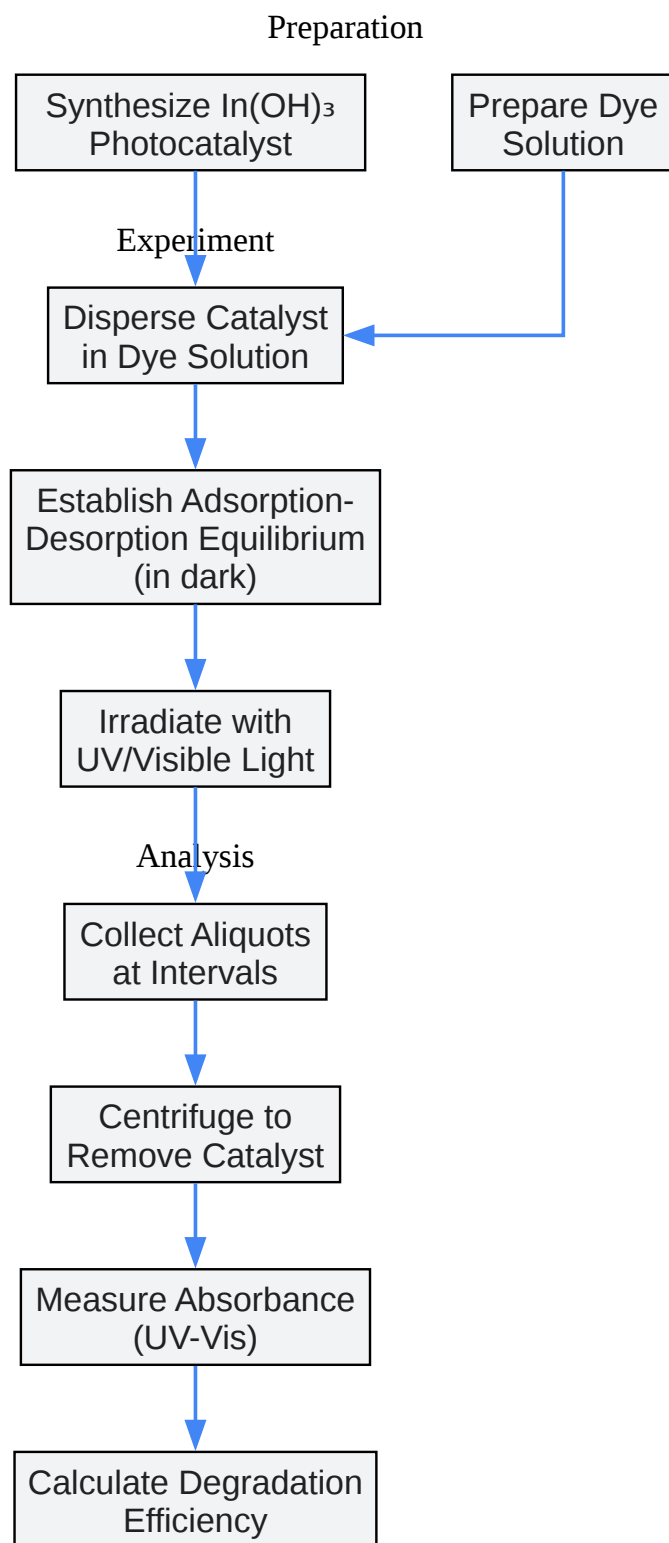 Preparation
Synthesize In(OH)₃
Photocatalyst
Prepare Dye
Solution
Experiment
Disperse Catalyst
in Dye Solution
Establish Adsorption-
Desorption Equilibrium
(in dark)
Irradiate with
UV/Visible Light
Analysis
Collect Aliquots
at Intervals
Centrifuge to
Remove Catalyst
Measure Absorbance
(UV-Vis)
Calculate Degradation
Efficiency